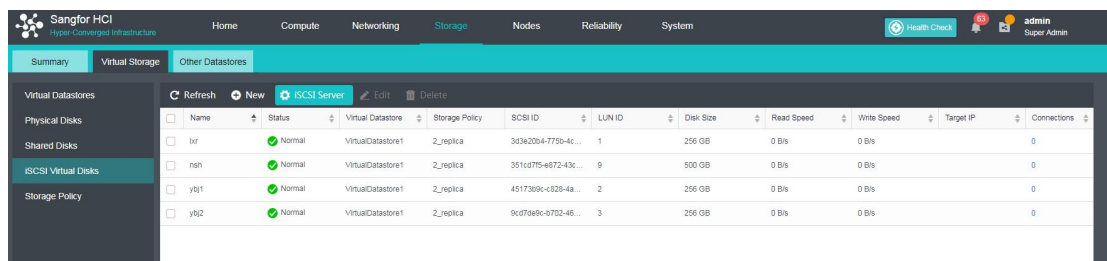 Sangfor HCI
Hyper-Converged Infrastructure
Home Compute Networking Storage Nodes Reliability System
Health Check 63 admin
Super Admin
Summary Virtual Storage Other Datastores
Virtual Datastores
Physical Disks
Shared Disks
iSCSI Virtual Disks
Storage Policy
Refresh New iSCSI Server Edit Delete
Name Status Virtual Datastore Storage Policy SCSI ID LUN ID Disk Size Read Speed Write Speed Target IP Connections
Normal VirtualDatastore1 2_replica 3d3e20b4-775b-4c... 1 256 GB 0 B/s 0 B/s 0
nsh Normal VirtualDatastore1 2_replica 351cd7f5-e872-43c... 9 500 GB 0 B/s 0 B/s 0
ybj1 Normal VirtualDatastore1 2_replica 45173b9c-c828-4a... 2 256 GB 0 B/s 0 B/s 0
ybj2 Normal VirtualDatastore1 2_replica 9cd7de9c-b702-46... 3 256 GB 0 B/s 0 B/s 0